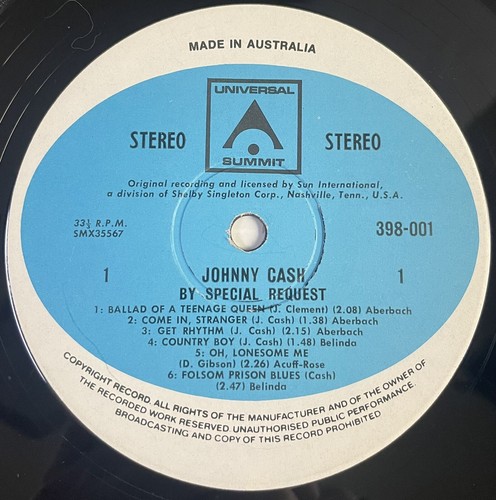 MADE IN AUSTRALIA
UNIVERSAL
SUMMIT
STEREO STEREO
Original recording and licensed by Sun International,
a division of Shelby Singleton Corp., Nashville, Tenn., U.S.A.
33⅓ R.P.M. 398-001
SMX35567
1 JOHNNY CASH 1
BY SPECIAL REQUEST
1: BALLAD OF A TEENAGE QUEEN (J. Clement) (2.08) Aberbach
2: COME IN, STRANGER (J. Cash) (1.38) Aberbach
3: GET RHYTHM (J. Cash) (2.15) Aberbach
4: COUNTRY BOY (J. Cash) (1.48) Belinda
5: OH, LONESOME ME
(D. Gibson) (2.26) Acuff-Rose
6: FOLSOM PRISON BLUES (Cash)
(2.47) Belinda
COPYRIGHT RECORD. ALL RIGHTS OF THE MANUFACTURER AND OF THE OWNER OF
THE RECORDED WORK RESERVED. UNAUTHORISED PUBLIC PERFORMANCE.
BROADCASTING AND COPY OF THIS RECORD PROHIBITED